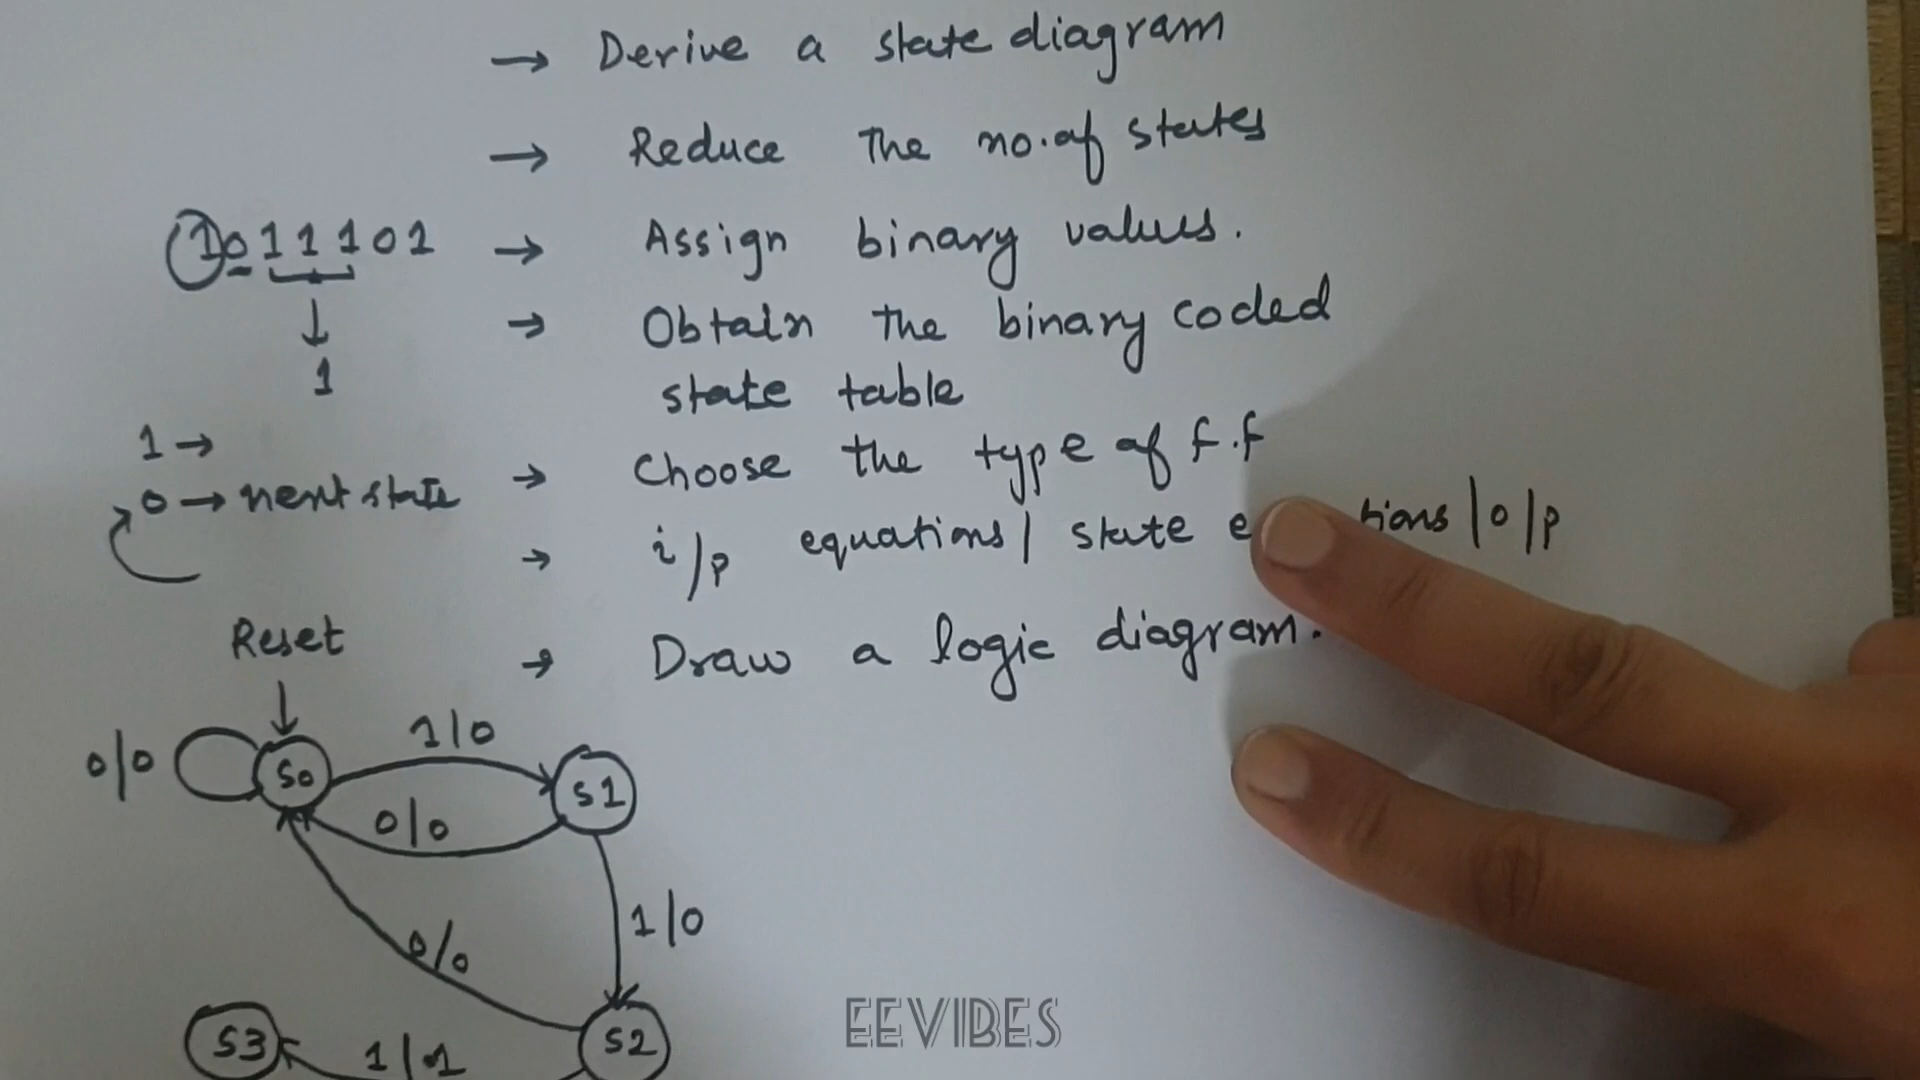 → Derive a state diagram
→ Reduce the no.of states
1011101
→ Assign binary values.
↓
1
→ Obtain the binary coded
state table
1 →
0 → next state
→ Choose the type of F.F
→ i/p equations | state e tions | o/p
→ Draw a logic diagram.
Reset
0/0
S0
1/0
S1
0/0
1/0
0/0
S3
1/1
S2
EEVIBES